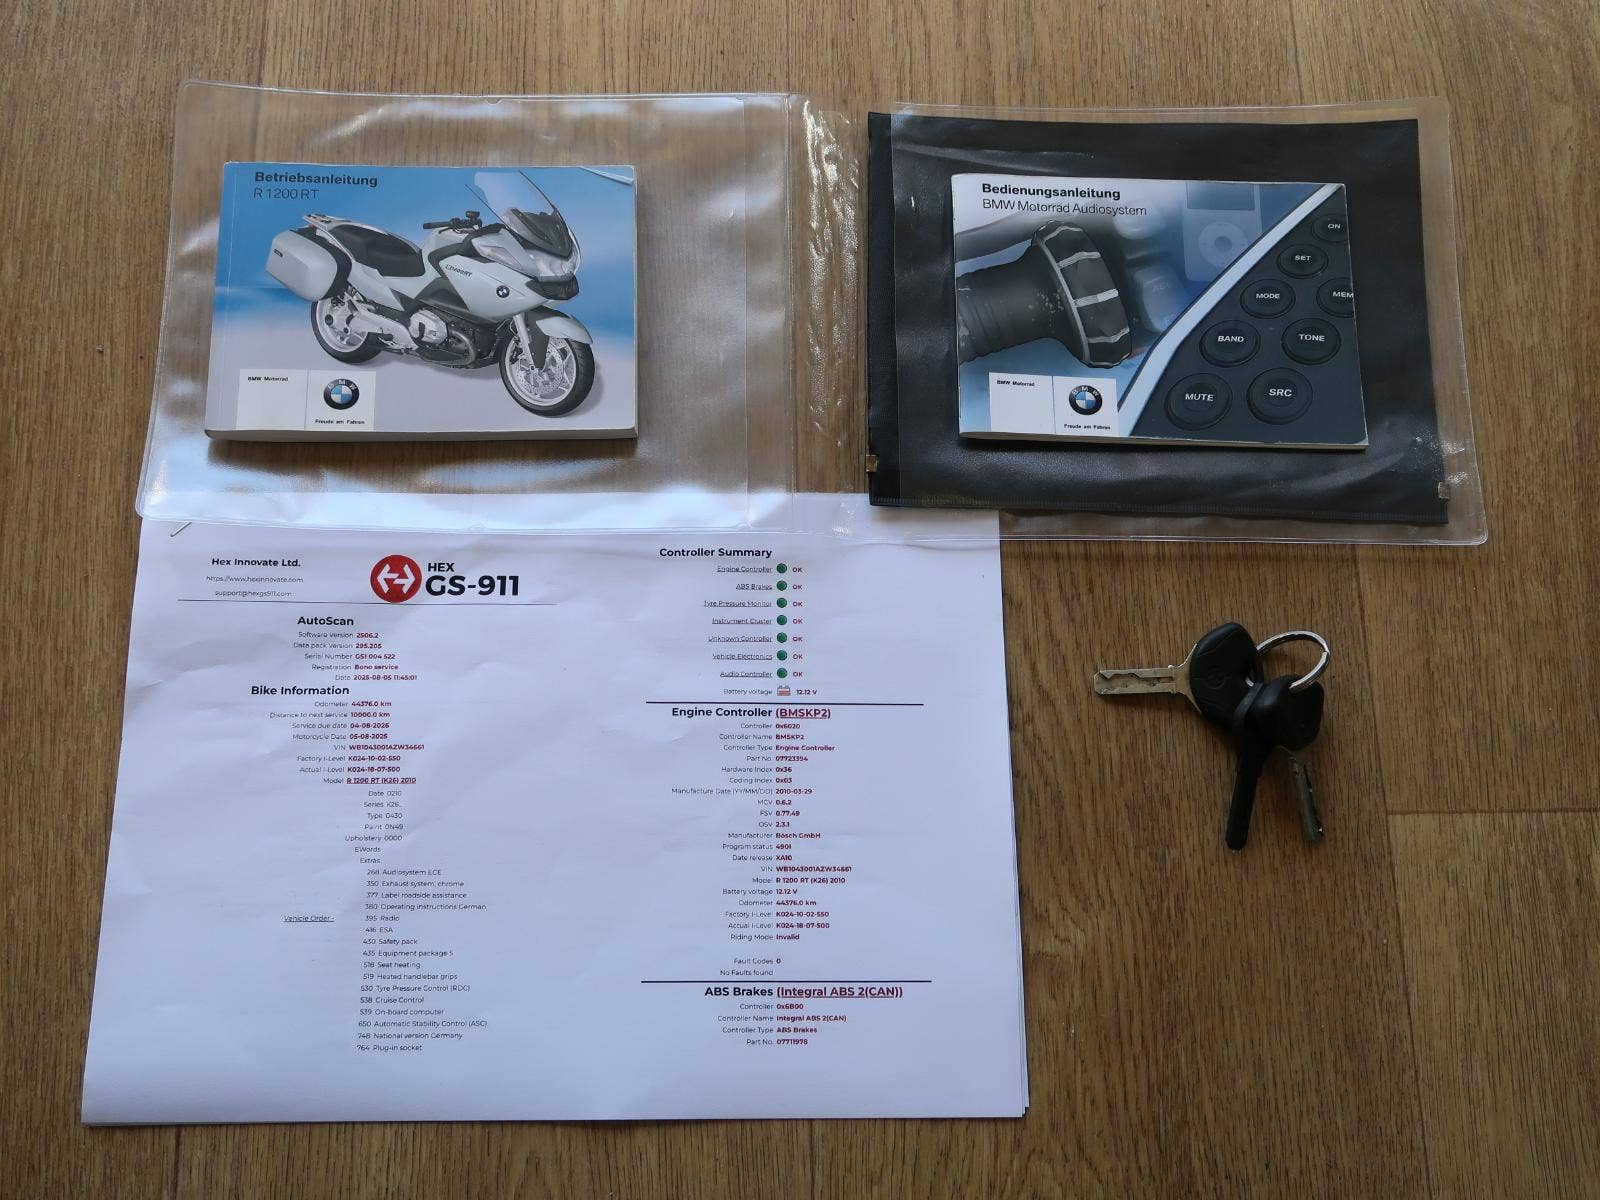 Betriebsanleitung
R 1200 RT
R1200RT
BMW Motorrad
BMW
Freude am Fahren
Bedienungsanleitung
BMW Motorrad Audiosystem
ON
SET
MODE
MEM
BAND
TONE
MUTE
SRC
BMW Motorrad
BMW
Freude am Fahren
Hex Innovate Ltd.
https://www.hexinnovate.com
support@hexgs911.com
HEX
GS-911
AutoScan
Software Version 2506.2
Data pack Version 295.205
Serial Number GS1 004 522
Registration Bono service
Date 2025-08-05 11:45:01
Bike Information
Odometer 44376.0 km
Distance to next service 10000.0 km
Service due date 04-08-2026
Motorcycle Date 05-08-2025
VIN WB1043001AZW34661
Factory I-Level K024-10-02-550
Actual I-Level K024-18-07-500
Model R 1200 RT (K26) 2010
Date 0210
Series K26_
Type 0430
Paint 0N49
Upholstery 0000
EWords
Extras
268 Audiosystem ECE
350 Exhaust system, chrome
377 Label roadside assistance
380 Operating instructions German
Vehicle Order - 395 Radio
416 ESA
430 Safety pack
435 Equipment package 5
518 Seat heating
519 Heated handlebar grips
530 Tyre Pressure Control (RDC)
538 Cruise Control
539 On-board computer
650 Automatic Stability Control (ASC)
748 National version Germany
764 Plug-in socket
Controller Summary
Engine Controller OK
ABS Brakes OK
Tyre Pressure Monitor OK
Instrument Cluster OK
Unknown Controller OK
Vehicle Electronics OK
Audio Controller OK
Battery voltage 12.12 V
Engine Controller (BMSKP2)
Controller 0x6020
Controller Name BMSKP2
Controller Type Engine Controller
Part No. 07723394
Hardware Index 0x36
Coding Index 0x03
Manufacture Date (YY/MM/DD) 2010-03-29
MCV 0.6.2
FSV 0.77.49
OSV 2.3.1
Manufacturer Bosch GmbH
Program status 490I
Date release XA10
VIN WB1043001AZW34661
Model R 1200 RT (K26) 2010
Battery voltage 12.12 V
Odometer 44376.0 km
Factory I-Level K024-10-02-550
Actual I-Level K024-18-07-500
Riding Mode Invalid
Fault Codes 0
No Faults found
ABS Brakes (Integral ABS 2(CAN))
Controller 0x6B00
Controller Name Integral ABS 2(CAN)
Controller Type ABS Brakes
Part No. 07711978